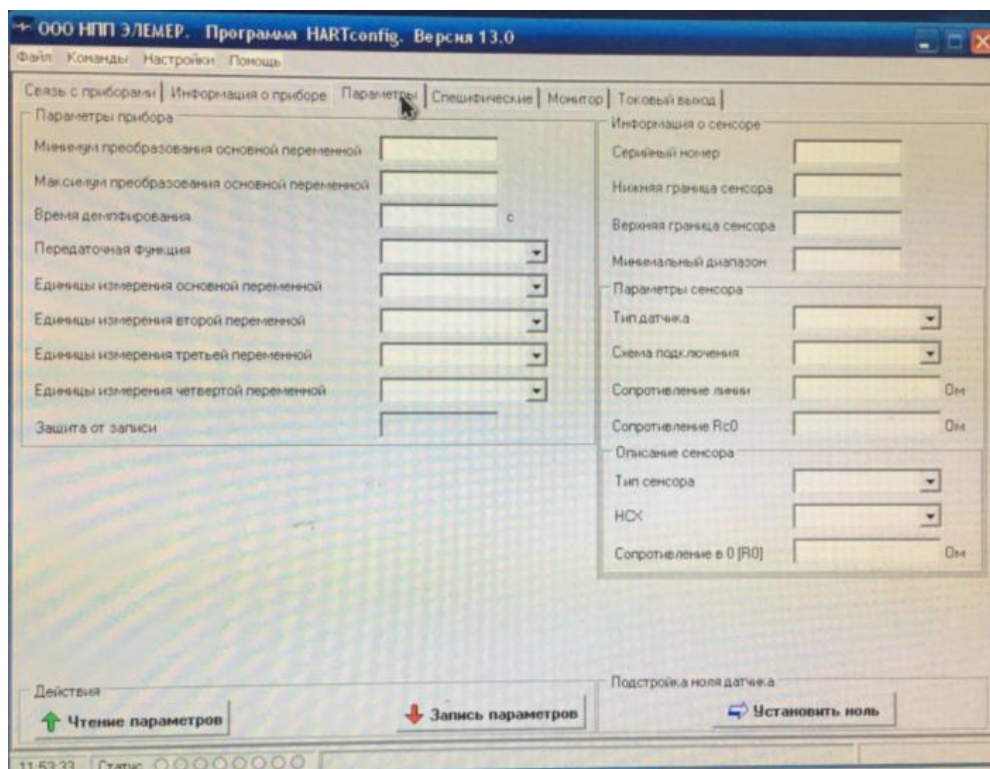 ООО НПП ЭЛЕМЕР. Программа HARTconfig. Версия 13.0
Файл Команды Настройки Помощь
Связь с приборами Информация о приборе Параметры Специфические Монитор Токовый выход
Параметры прибора
Минимум преобразования основной переменной
Максимум преобразования основной переменной
Время демпфирования с
Передаточная функция
Единицы измерения основной переменной
Единицы измерения второй переменной
Единицы измерения третьей переменной
Единицы измерения четвертой переменной
Защита от записи
Информация о сенсоре
Серийный номер
Нижняя граница сенсора
Верхняя граница сенсора
Минимальный диапазон
Параметры сенсора
Тип датчика
Схема подключения
Сопротивление линии Ом
Сопротивление Rc0 Ом
Описание сенсора
Тип сенсора
НСХ
Сопротивление в 0 (R0) Ом
Действия
Чтение параметров
Запись параметров
Подстройка ноля датчика
Установить ноль
11:53:33 Статус